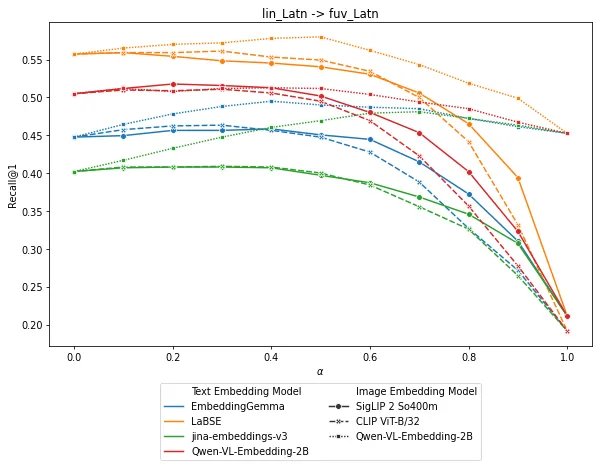 lin_Latn -> fuv_Latn
Recall@1
0.55
0.50
0.45
0.40
0.35
0.30
0.25
0.20
0.0
0.2
0.4
0.6
0.8
1.0
α
Text Embedding Model
EmbeddingGemma
LaBSE
jina-embeddings-v3
Qwen-VL-Embedding-2B
Image Embedding Model
SigLIP 2 So400m
CLIP ViT-B/32
Qwen-VL-Embedding-2B